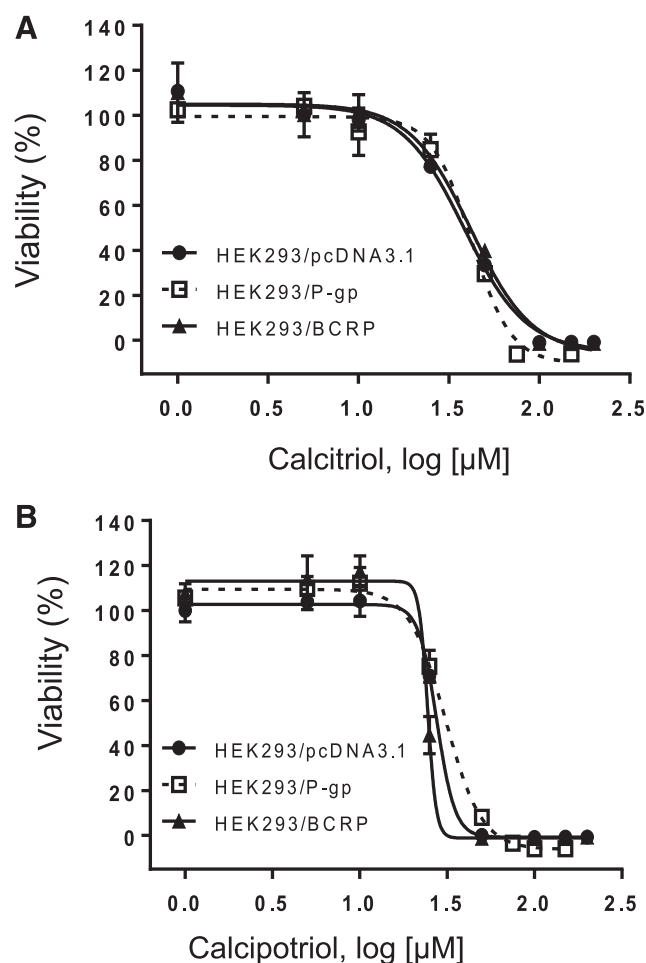 A
Viability (%)
140
120
100
80
60
40
20
0
HEK293/pcDNA3.1
HEK293/P-gp
HEK293/BCRP
0.0 0.5 1.0 1.5 2.0 2.5
Calcitriol, log [µM]
B
Viability (%)
140
120
100
80
60
40
20
0
HEK293/pcDNA3.1
HEK293/P-gp
HEK293/BCRP
0.0 0.5 1.0 1.5 2.0 2.5
Calcipotriol, log [µM]